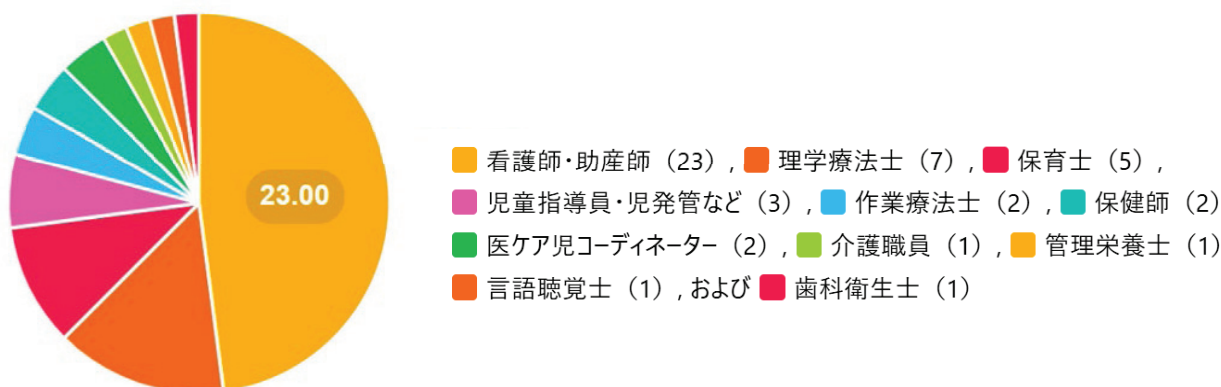 23.00
看護師・助産師（23）, 理学療法士（7）, 保育士（5）,
児童指導員・児発管など（3）, 作業療法士（2）, 保健師（2）
医ケア児コーディネーター（2）, 介護職員（1）, 管理栄養士（1）
言語聴覚士（1）, および 歯科衛生士（1）